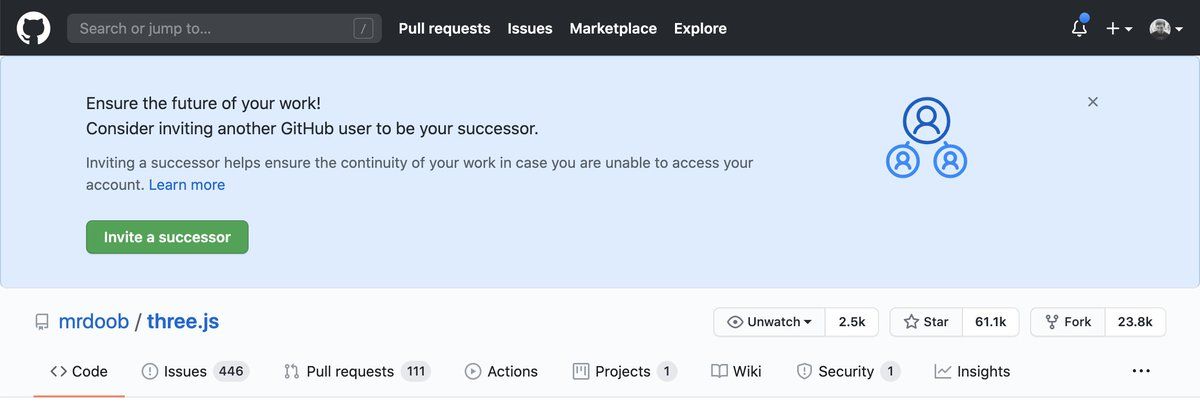 Search or jump to... /
Pull requests Issues Marketplace Explore
Ensure the future of your work!
Consider inviting another GitHub user to be your successor.
Inviting a successor helps ensure the continuity of your work in case you are unable to access your
account. Learn more
Invite a successor
mrdoob / three.js
Unwatch 2.5k Star 61.1k Fork 23.8k
Code Issues 446 Pull requests 111 Actions Projects 1 Wiki Security 1 Insights ...